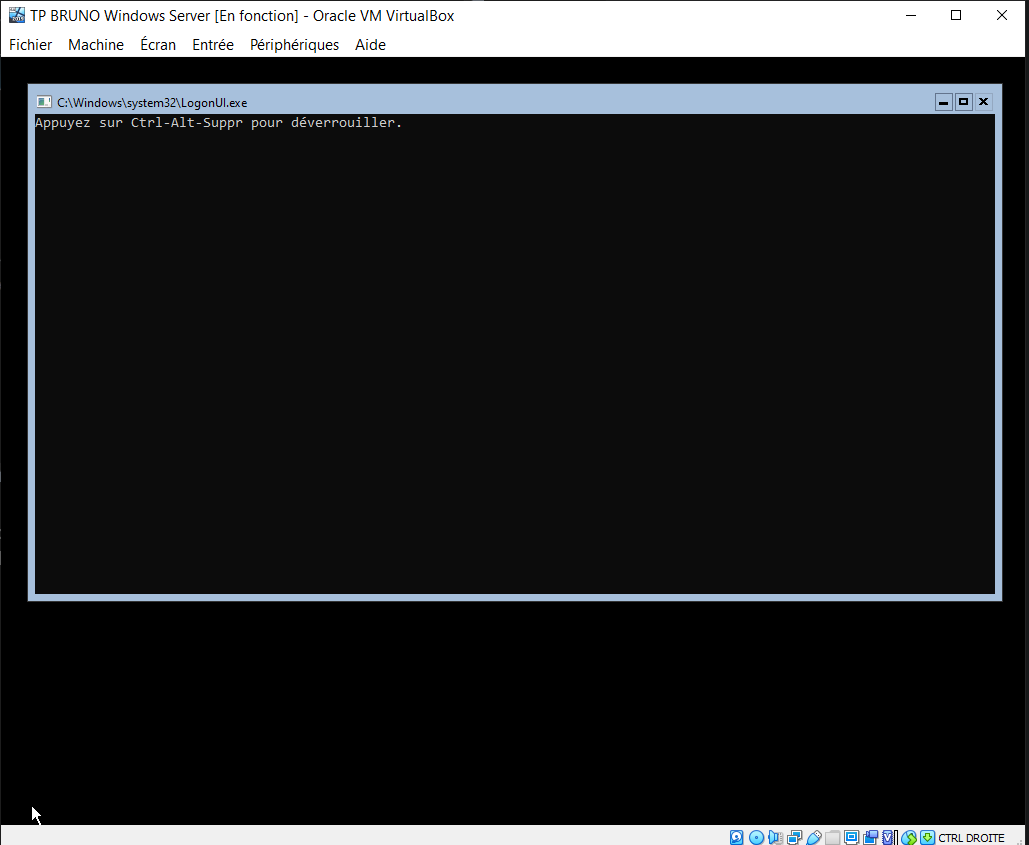 TP BRUNO Windows Server [En fonction] - Oracle VM VirtualBox
Fichier Machine Écran Entrée Périphériques Aide
C:\Windows\system32\LogonUI.exe
Appuyez sur Ctrl-Alt-Suppr pour déverrouiller.
CTRL DROITE